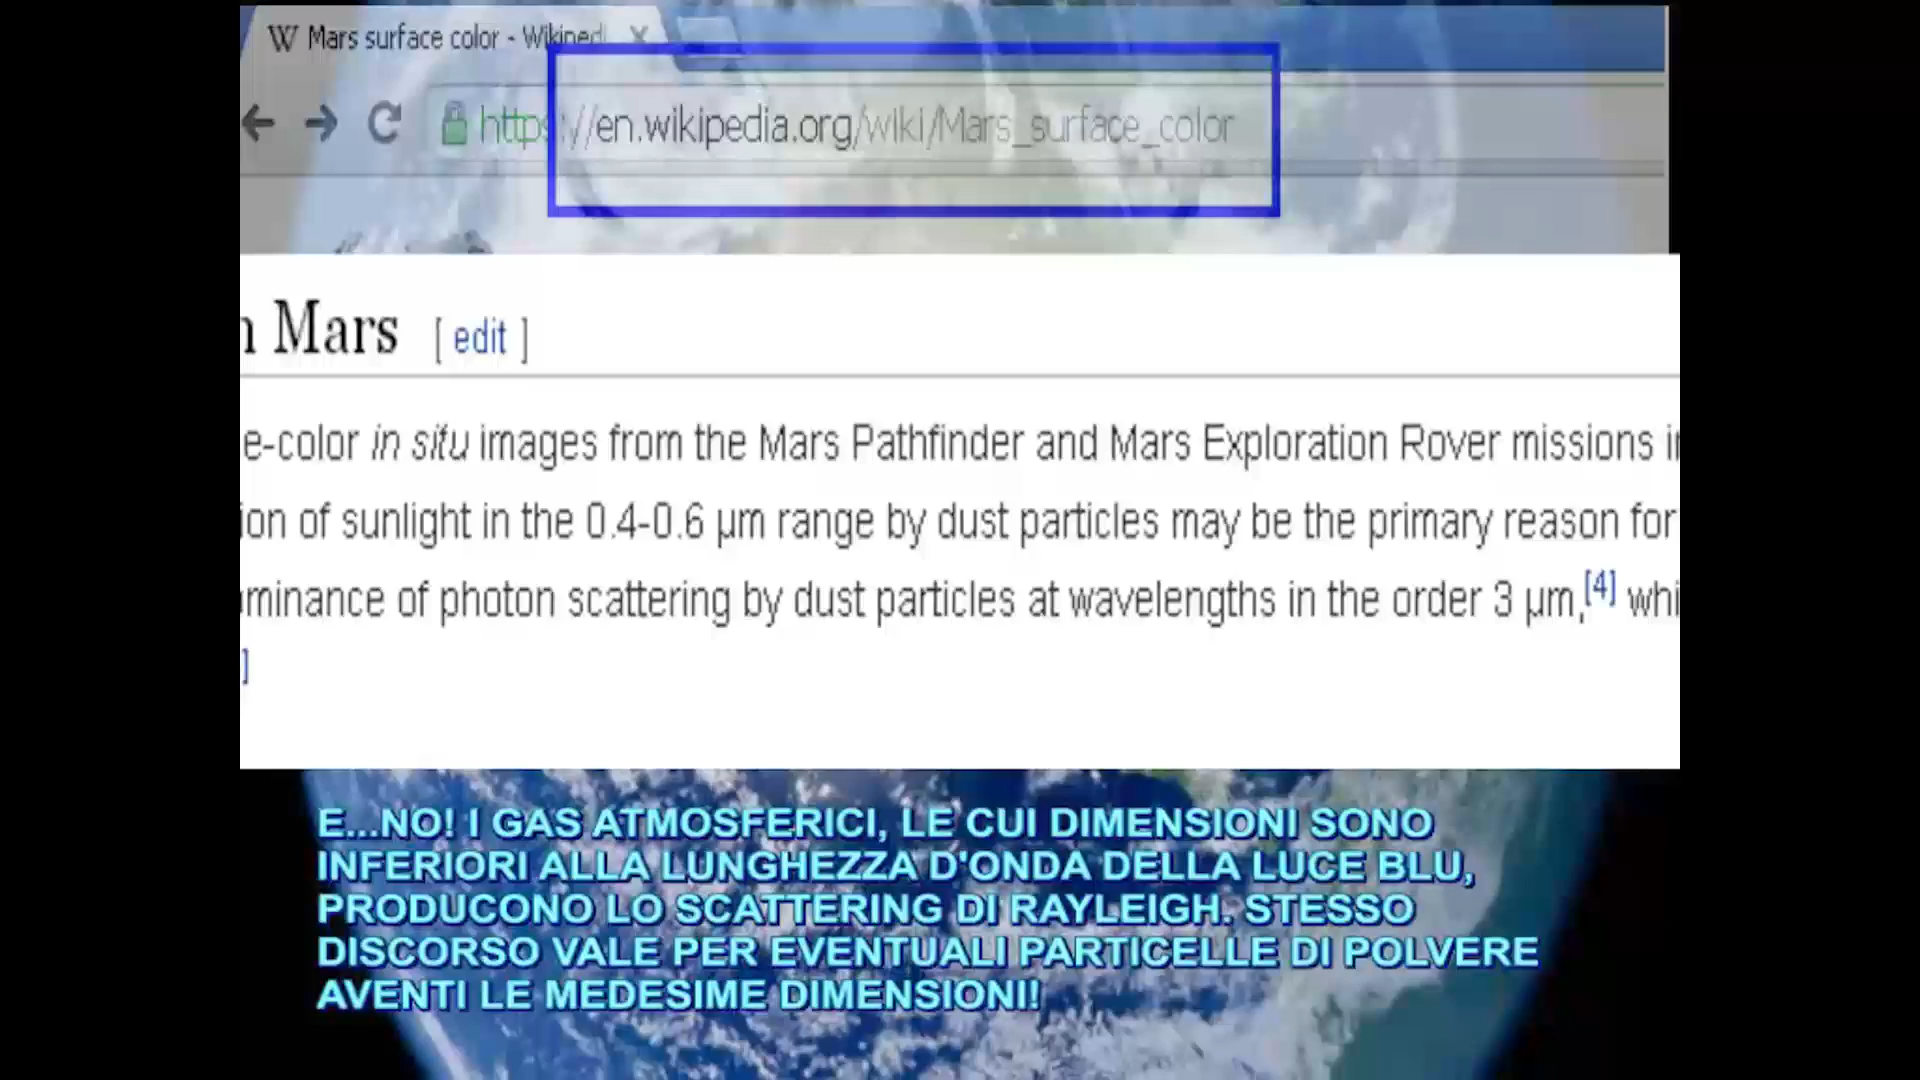 W Mars surface color - Wikiped
https://en.wikipedia.org/wiki/Mars_surface_color
n Mars [ edit ]
e-color in situ images from the Mars Pathfinder and Mars Exploration Rover missions in
ion of sunlight in the 0.4-0.6 µm range by dust particles may be the primary reason for
minance of photon scattering by dust particles at wavelengths in the order 3 µm,[4] whi
]
E...NO! I GAS ATMOSFERICI, LE CUI DIMENSIONI SONO
INFERIORI ALLA LUNGHEZZA D'ONDA DELLA LUCE BLU,
PRODUCONO LO SCATTERING DI RAYLEIGH. STESSO
DISCORSO VALE PER EVENTUALI PARTICELLE DI POLVERE
AVENTI LE MEDESIME DIMENSIONI!